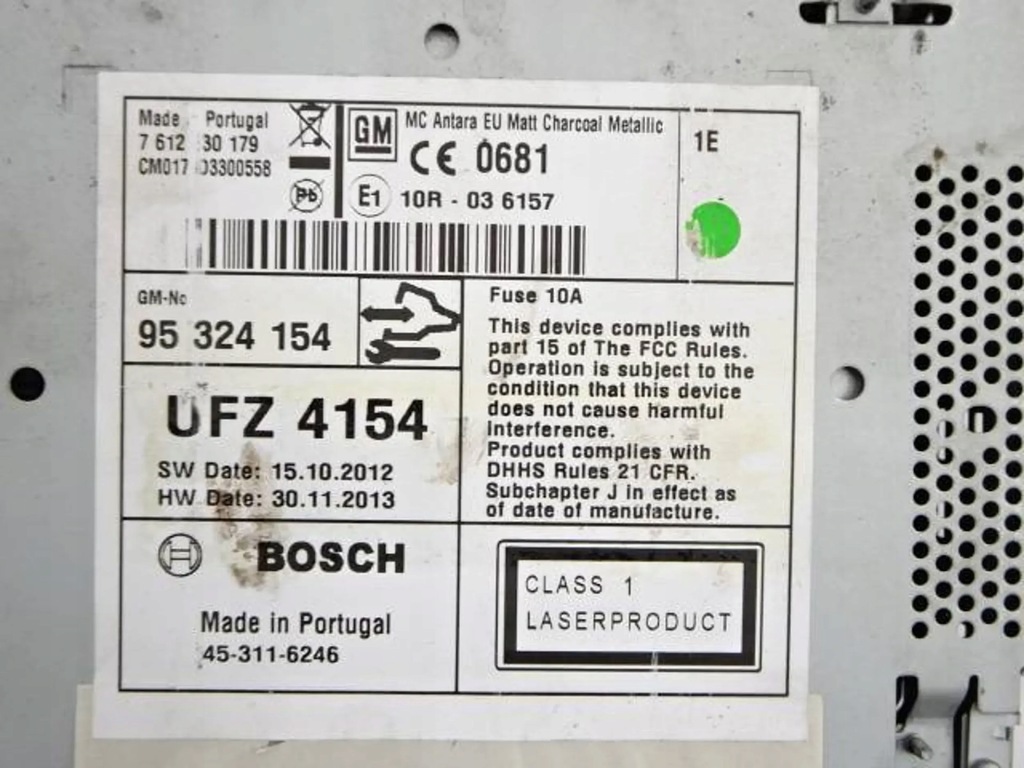 Made Portugal
7 612 30 179
CM017 03300558
Pb
GM
MC Antara EU Matt Charcoal Metallic
CE 0681
E1 10R - 03 6157
1E
GM-No
95 324 154
UFZ 4154
SW Date: 15.10.2012
HW Date: 30.11.2013
Fuse 10A
This device complies with
part 15 of The FCC Rules.
Operation is subject to the
condition that this device
does not cause harmful
interference.
Product complies with
DHHS Rules 21 CFR.
Subchapter J in effect as
of date of manufacture.
BOSCH
Made in Portugal
45-311-6246
CLASS 1
LASERPRODUCT